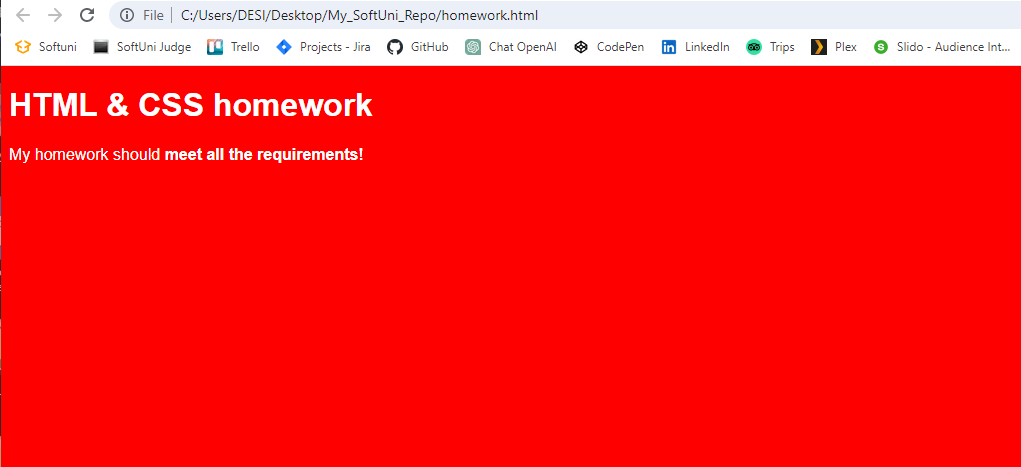 File C:/Users/DESI/Desktop/My_SoftUni_Repo/homework.html
Softuni SoftUni Judge Trello Projects - Jira GitHub Chat OpenAI CodePen LinkedIn Trips Plex Slido - Audience Int...
HTML & CSS homework
My homework should meet all the requirements!